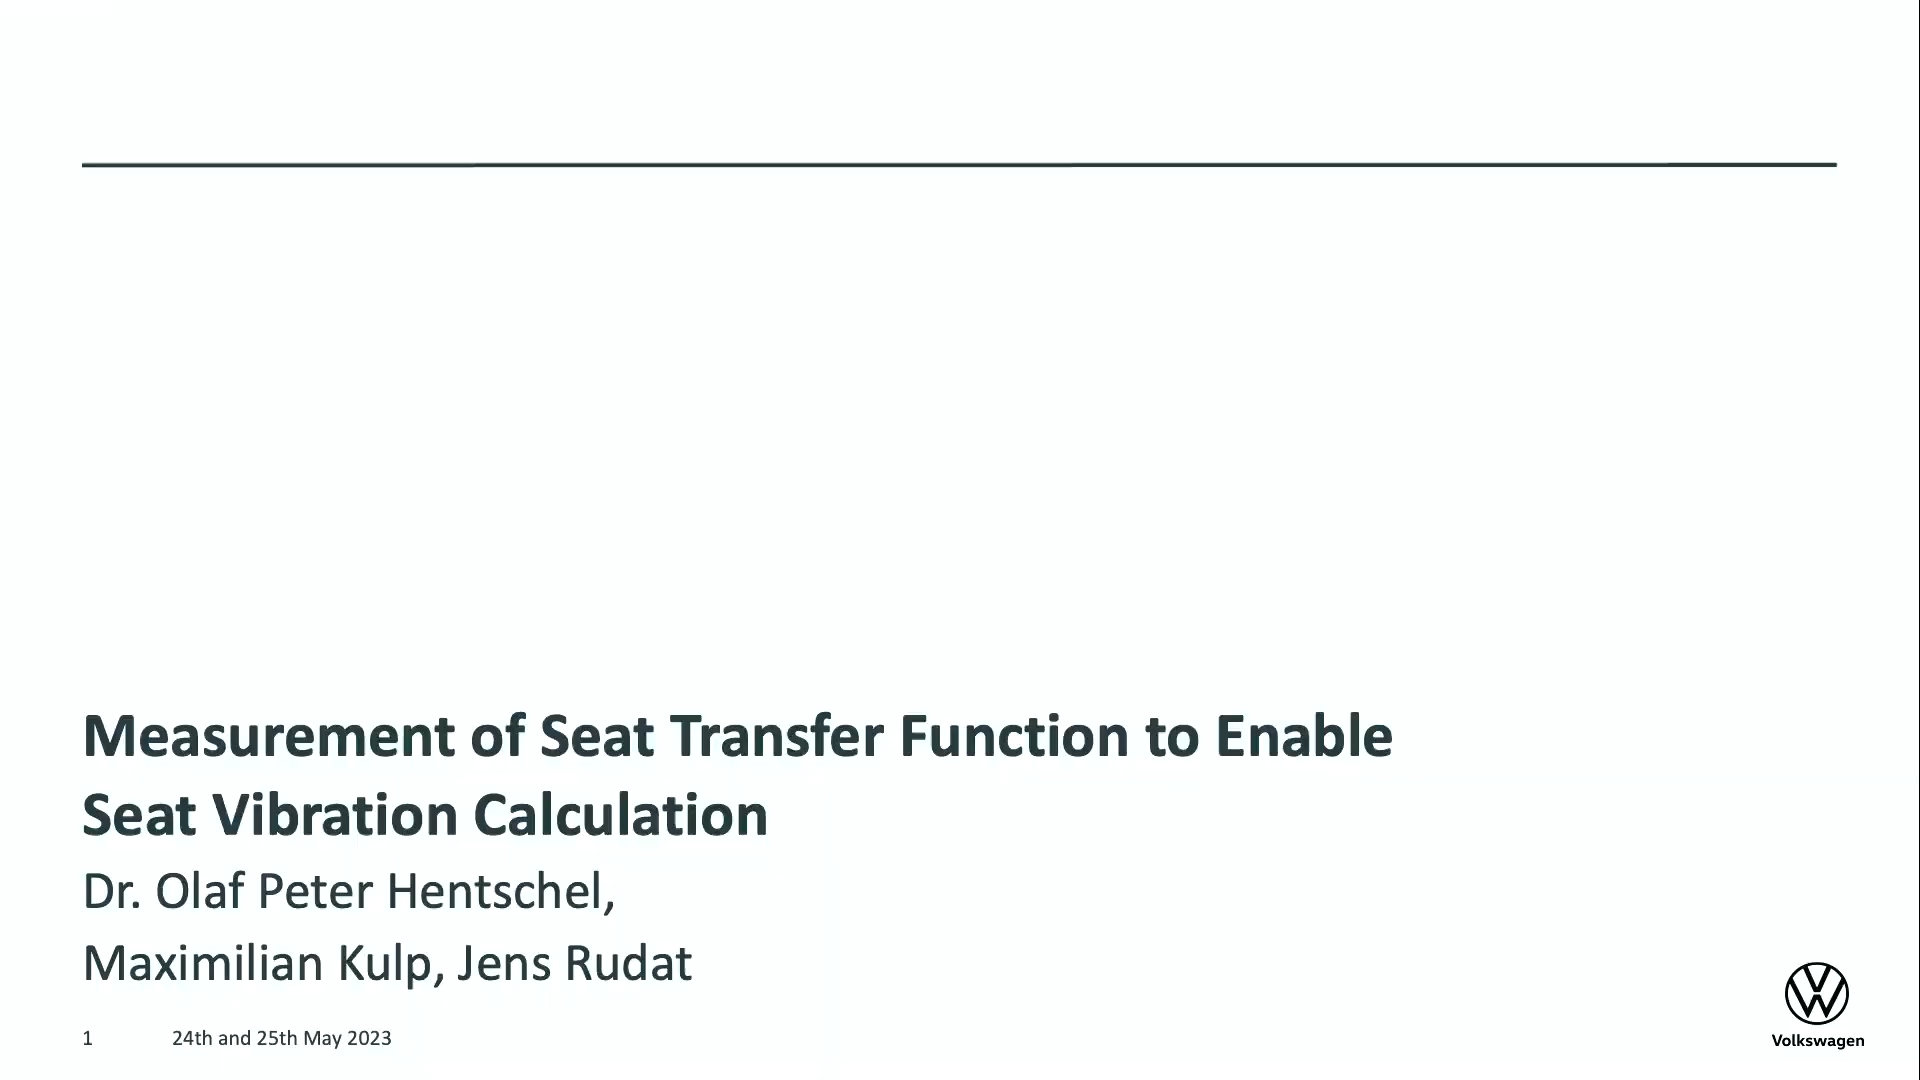 Measurement of Seat Transfer Function to Enable
Seat Vibration Calculation
Dr. Olaf Peter Hentschel,
Maximilian Kulp, Jens Rudat
1 24th and 25th May 2023
Volkswagen